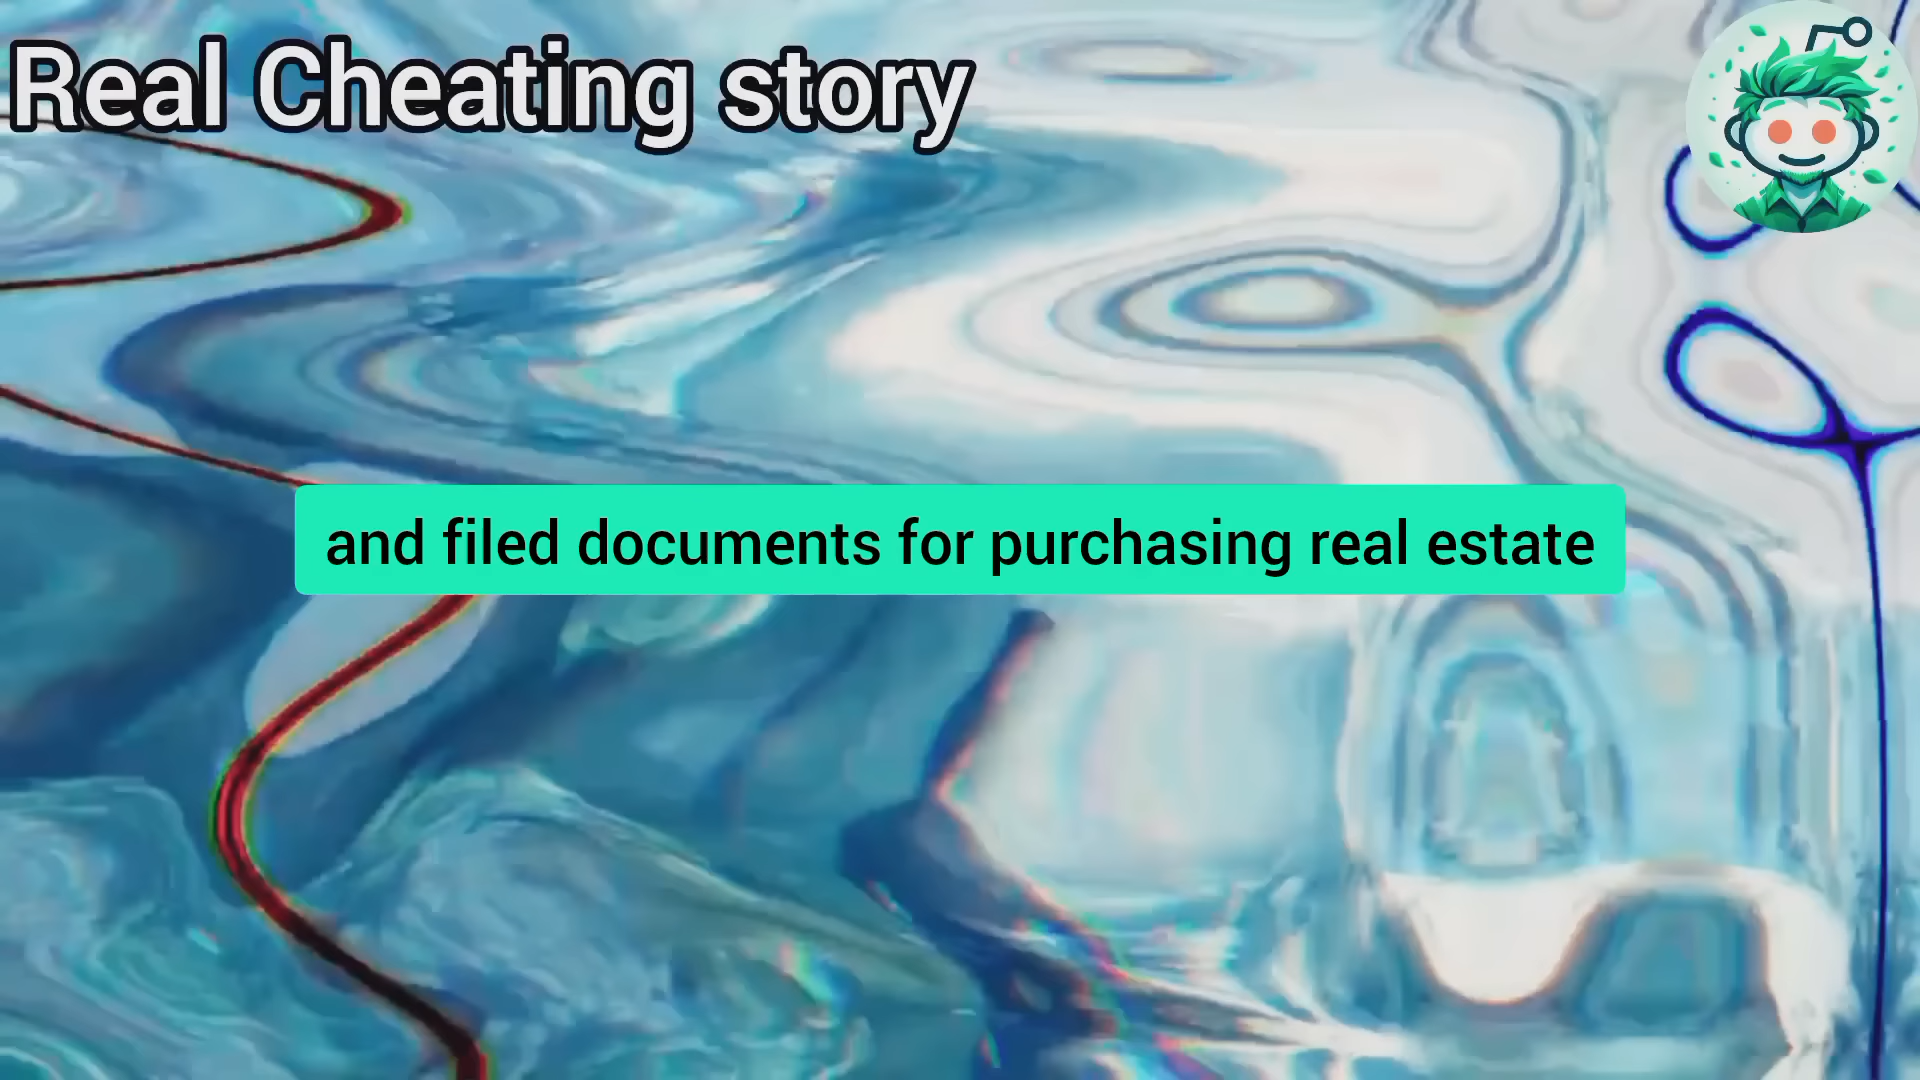 Real Cheating story
and filed documents for purchasing real estate